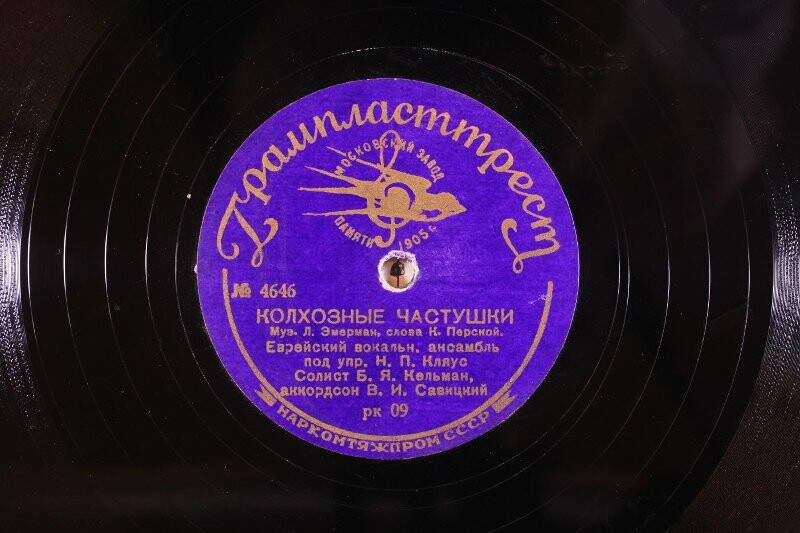 Грампласттрест
МОСКОВСКИЙ ЗАВОД
ПАМЯТИ 1905 г.
№ 4646
КОЛХОЗНЫЕ ЧАСТУШКИ
Муз. Л. Эмерман, слова К. Перской.
Еврейский вокальн. ансамбль
под упр. Н. П. Кляус
Солист Б. Я. Кельман,
аккордеон В. И. Савицкий
рк 09
НАРКОМТЯЖПРОМ СССР